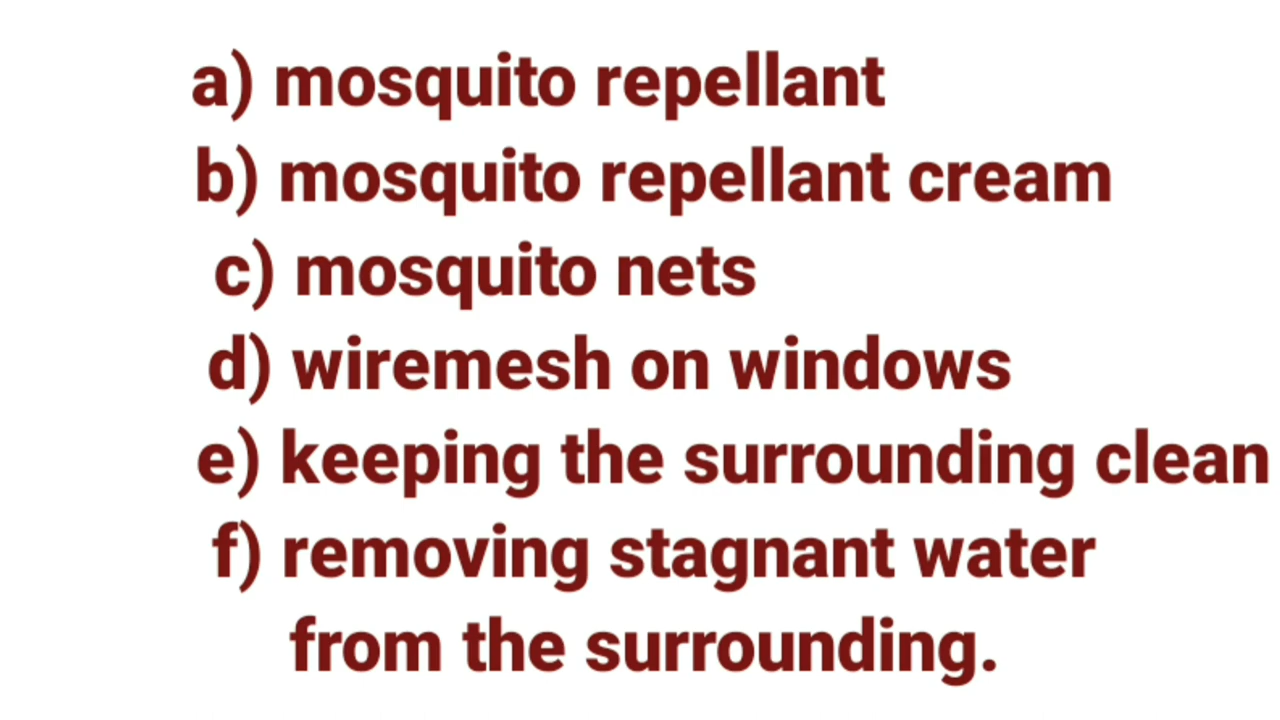 a) mosquito repellant
b) mosquito repellant cream
c) mosquito nets
d) wiremesh on windows
e) keeping the surrounding clean
f) removing stagnant water
from the surrounding.